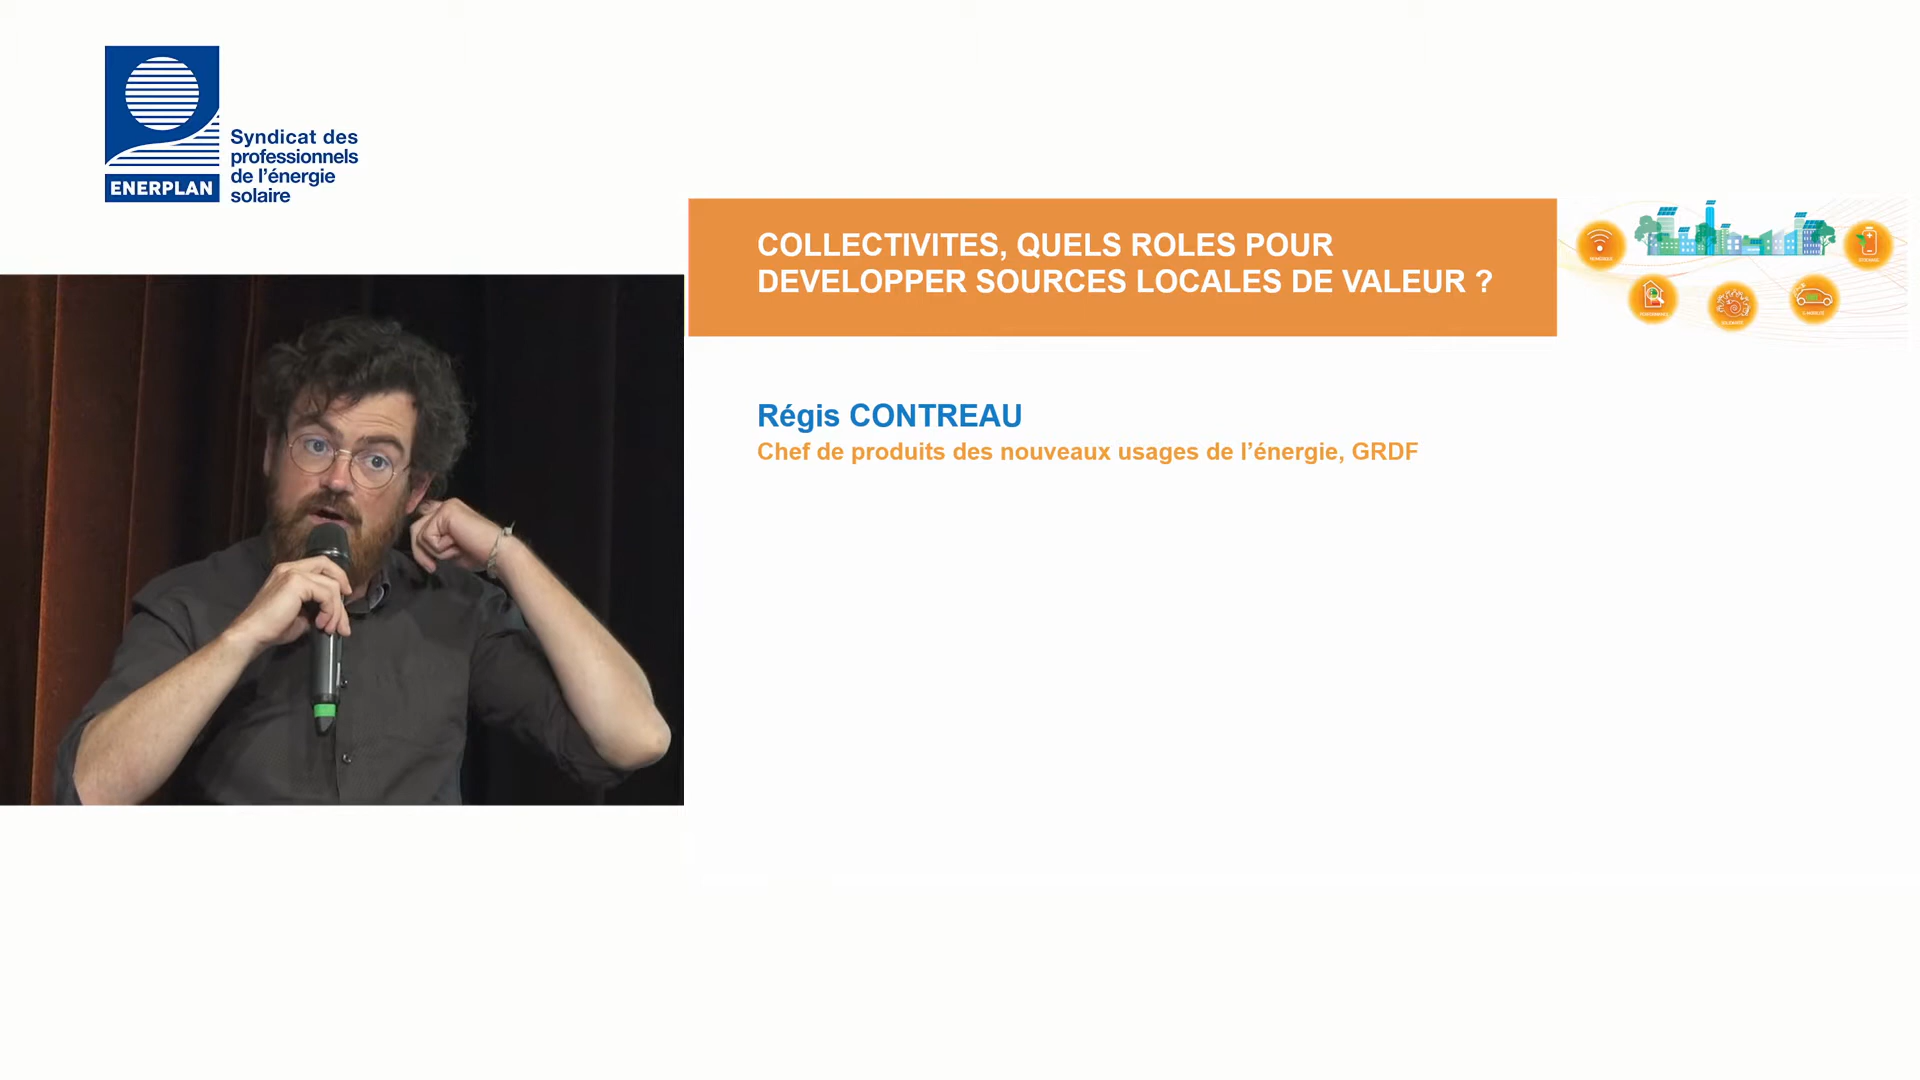 Syndicat des
professionnels
de l’énergie
solaire
ENERPLAN
COLLECTIVITES, QUELS ROLES POUR
DEVELOPPER SOURCES LOCALES DE VALEUR ?
Régis CONTREAU
Chef de produits des nouveaux usages de l’énergie, GRDF